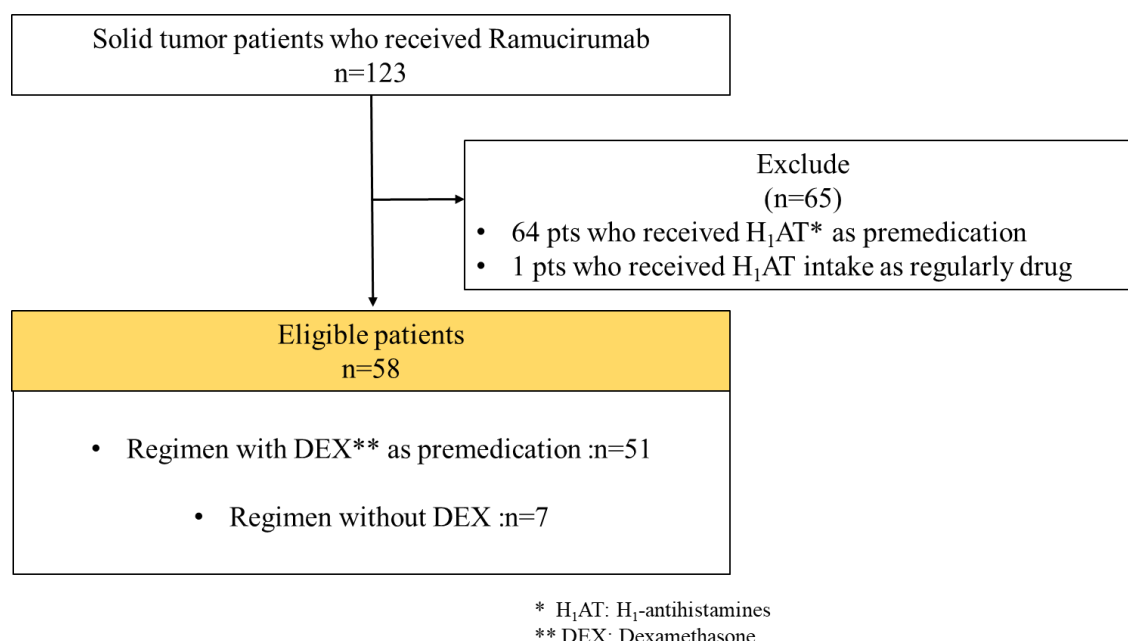 Solid tumor patients who received Ramucirumab
n=123
Exclude
(n=65)
• 64 pts who received H₁AT* as premedication
• 1 pts who received H₁AT intake as regularly drug
Eligible patients
n=58
• Regimen with DEX** as premedication :n=51
• Regimen without DEX :n=7
* H₁AT: H₁-antihistamines
** DEX: Dexamethasone